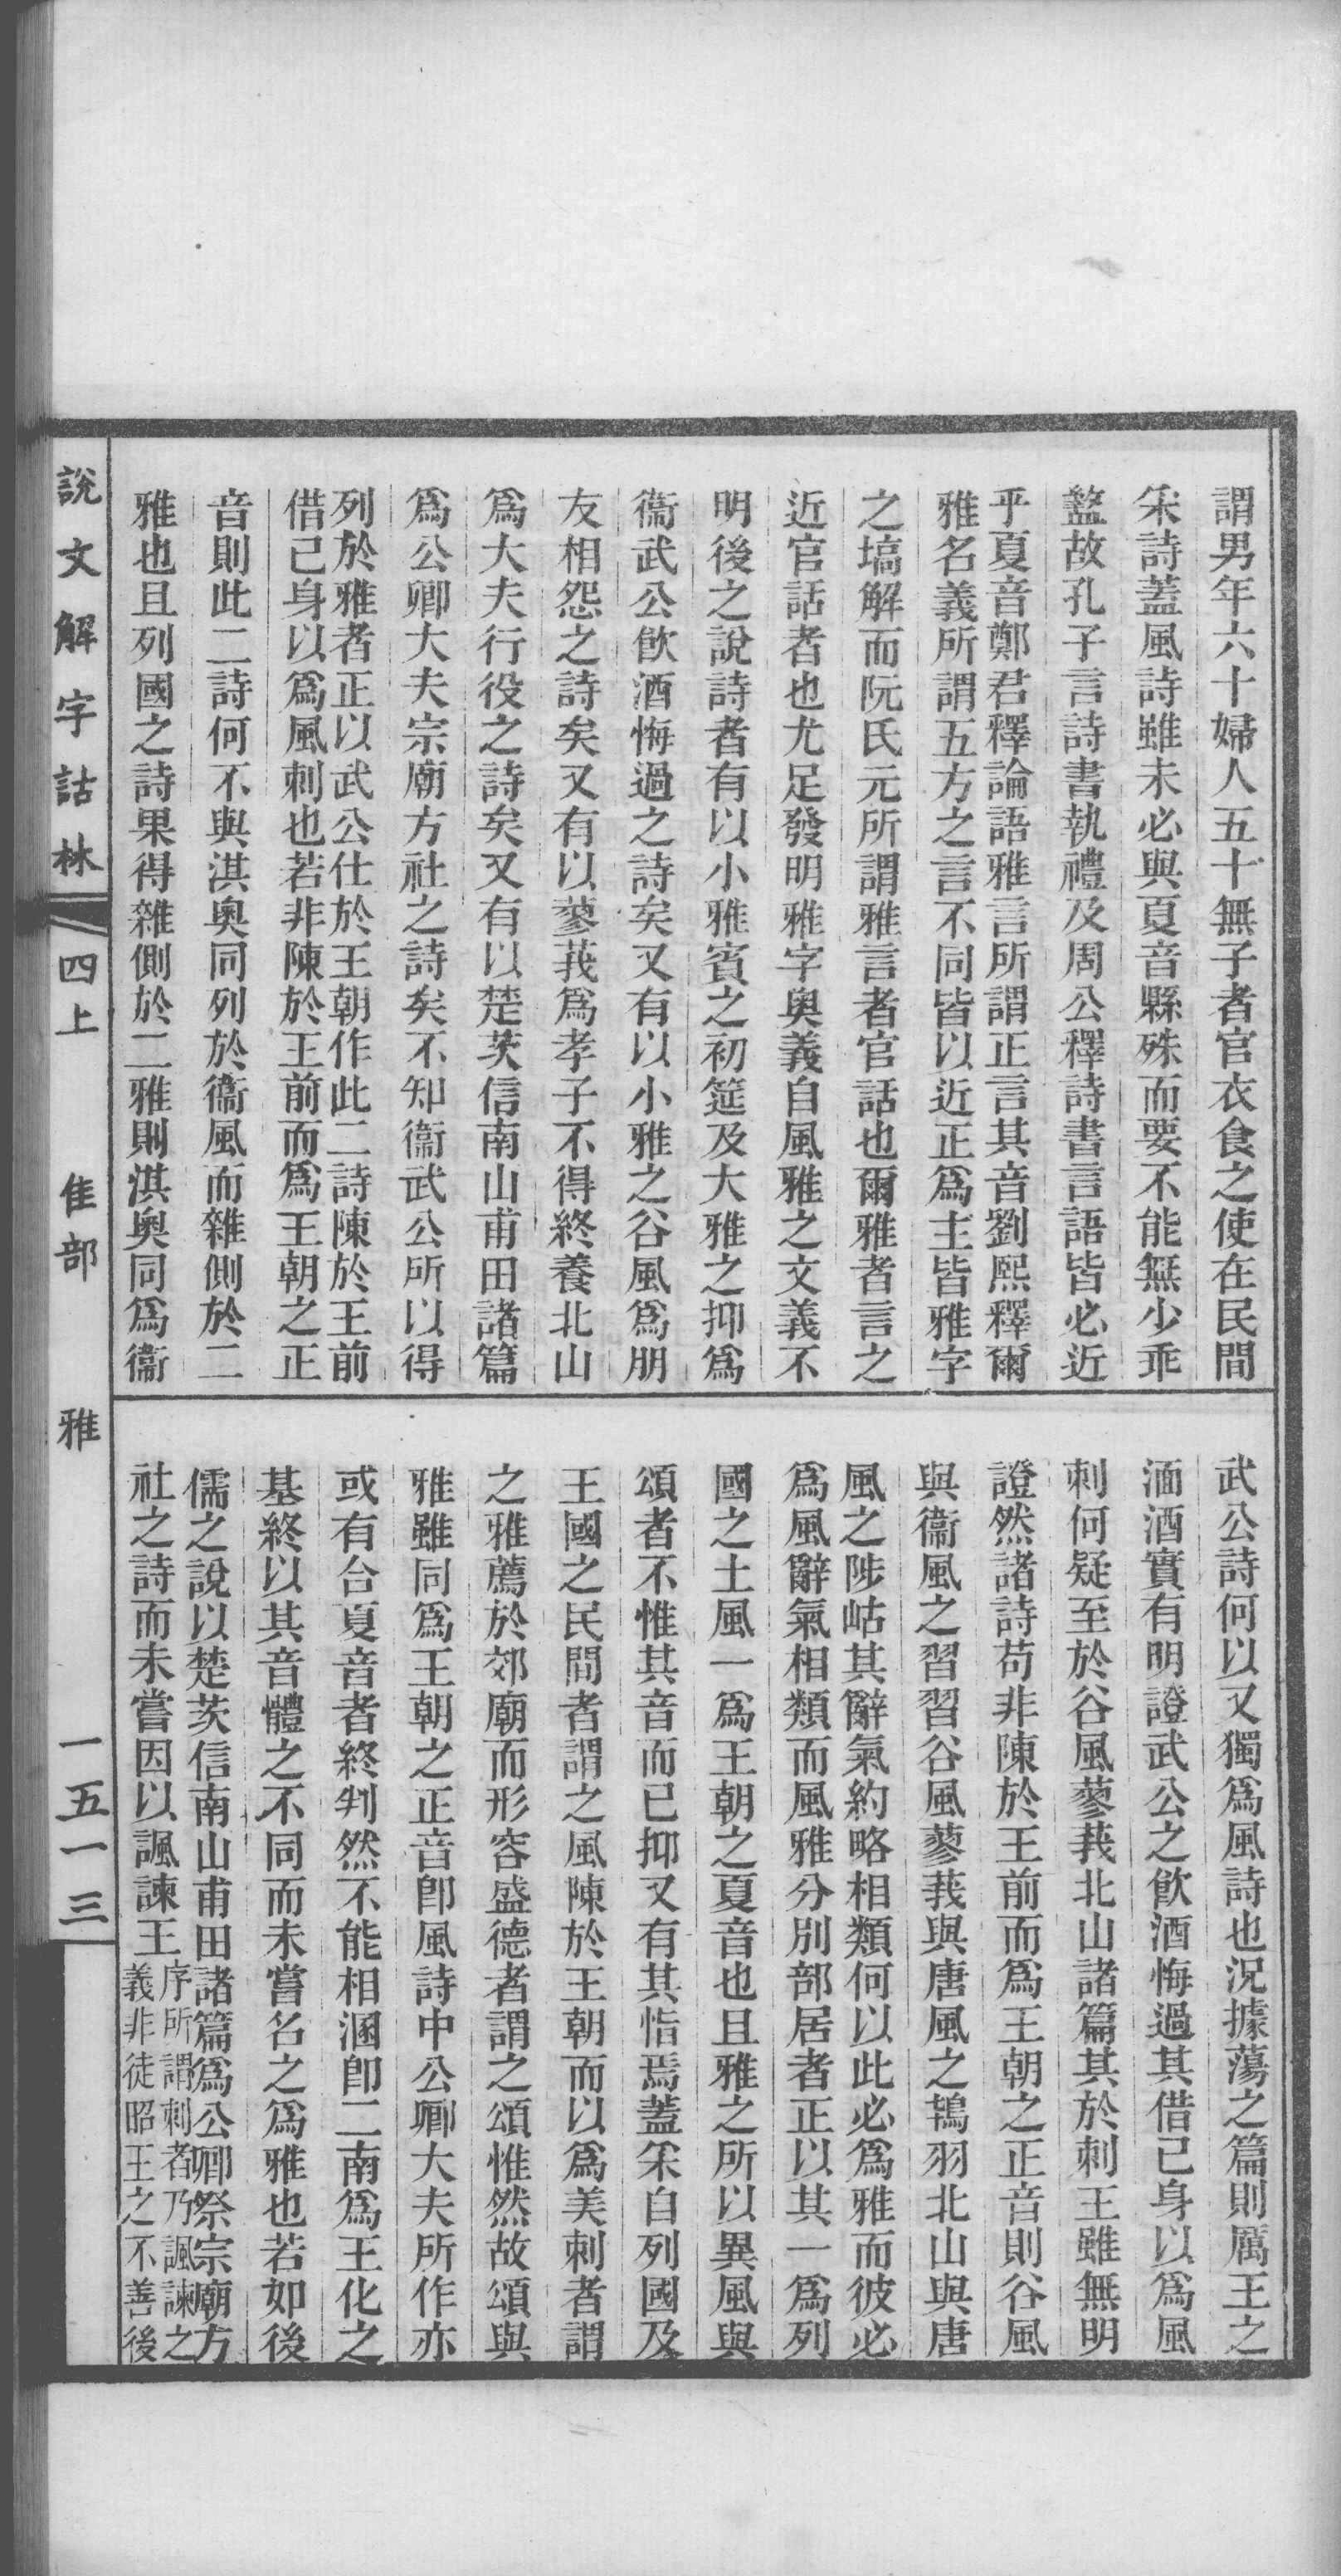 謂男年六十婦人五十無子者官衣食之使在民間
采詩蓋風詩雖未必與夏音縣殊而要不能無少乖
盭故孔子言詩書執禮及周公釋詩書言語皆必近
乎夏音鄭君釋論語雅言所謂正言其音劉熙釋爾
雅名義所謂五方之言不同皆以近正爲主皆雅字
之塙解而阮氏元所謂雅言者官話也爾雅者言之
近官話者也尤足發明雅字奧義自風雅之文義不
明後之說詩者有以小雅賓之初筵及大雅之抑爲
衞武公飮酒悔過之詩矣又有以小雅之谷風爲朋
友相怨之詩矣又有以蓼莪爲孝子不得終養北山
爲大夫行役之詩矣又有以楚茨信南山甫田諸篇
爲公卿大夫宗廟方社之詩矣不知衞武公所以得
列於雅者正以武公仕於王朝作此二詩陳於王前
借己身以爲風刺也若非陳於王前而爲王朝之正
音則此二詩何不與淇奧同列於衞風而雜側於二
雅也且列國之詩果得雜側於二雅則淇奧同爲衞
武公詩何以又獨爲風詩也況據蕩之篇則厲王之
湎酒實有明證武公之飮酒悔過其借己身以爲風
刺何疑至於谷風蓼莪北山諸篇其於刺王雖無明
證然諸詩苟非陳於王前而爲王朝之正音則谷風
與衞風之習習谷風蓼莪與唐風之鴇羽北山與唐
風之陟岵其辭氣約略相類何以此必爲雅而彼必
爲風辭氣相類而風雅分別部居者正以其一爲列
國之土風一爲王朝之夏音也且雅之所以異風與
頌者不惟其音而已抑又有其恉焉蓋采自列國及
王國之民間者謂之風陳於王朝而以爲美刺者謂
之雅薦於郊廟而形容盛德者謂之頌惟然故頌與
雅雖同爲王朝之正音卽風詩中公卿大夫所作亦
或有合夏音者終判然不能相溷卽二南爲王化之
基終以其音體之不同而未嘗名之爲雅也若如後
儒之說以楚茨信南山甫田諸篇爲公卿祭宗廟方
社之詩而未嘗因以諷諫王
序所謂刺者乃諷諫之
義非徒昭王之不善後
說文解字詁林
四上
隹部
雅
一五一三